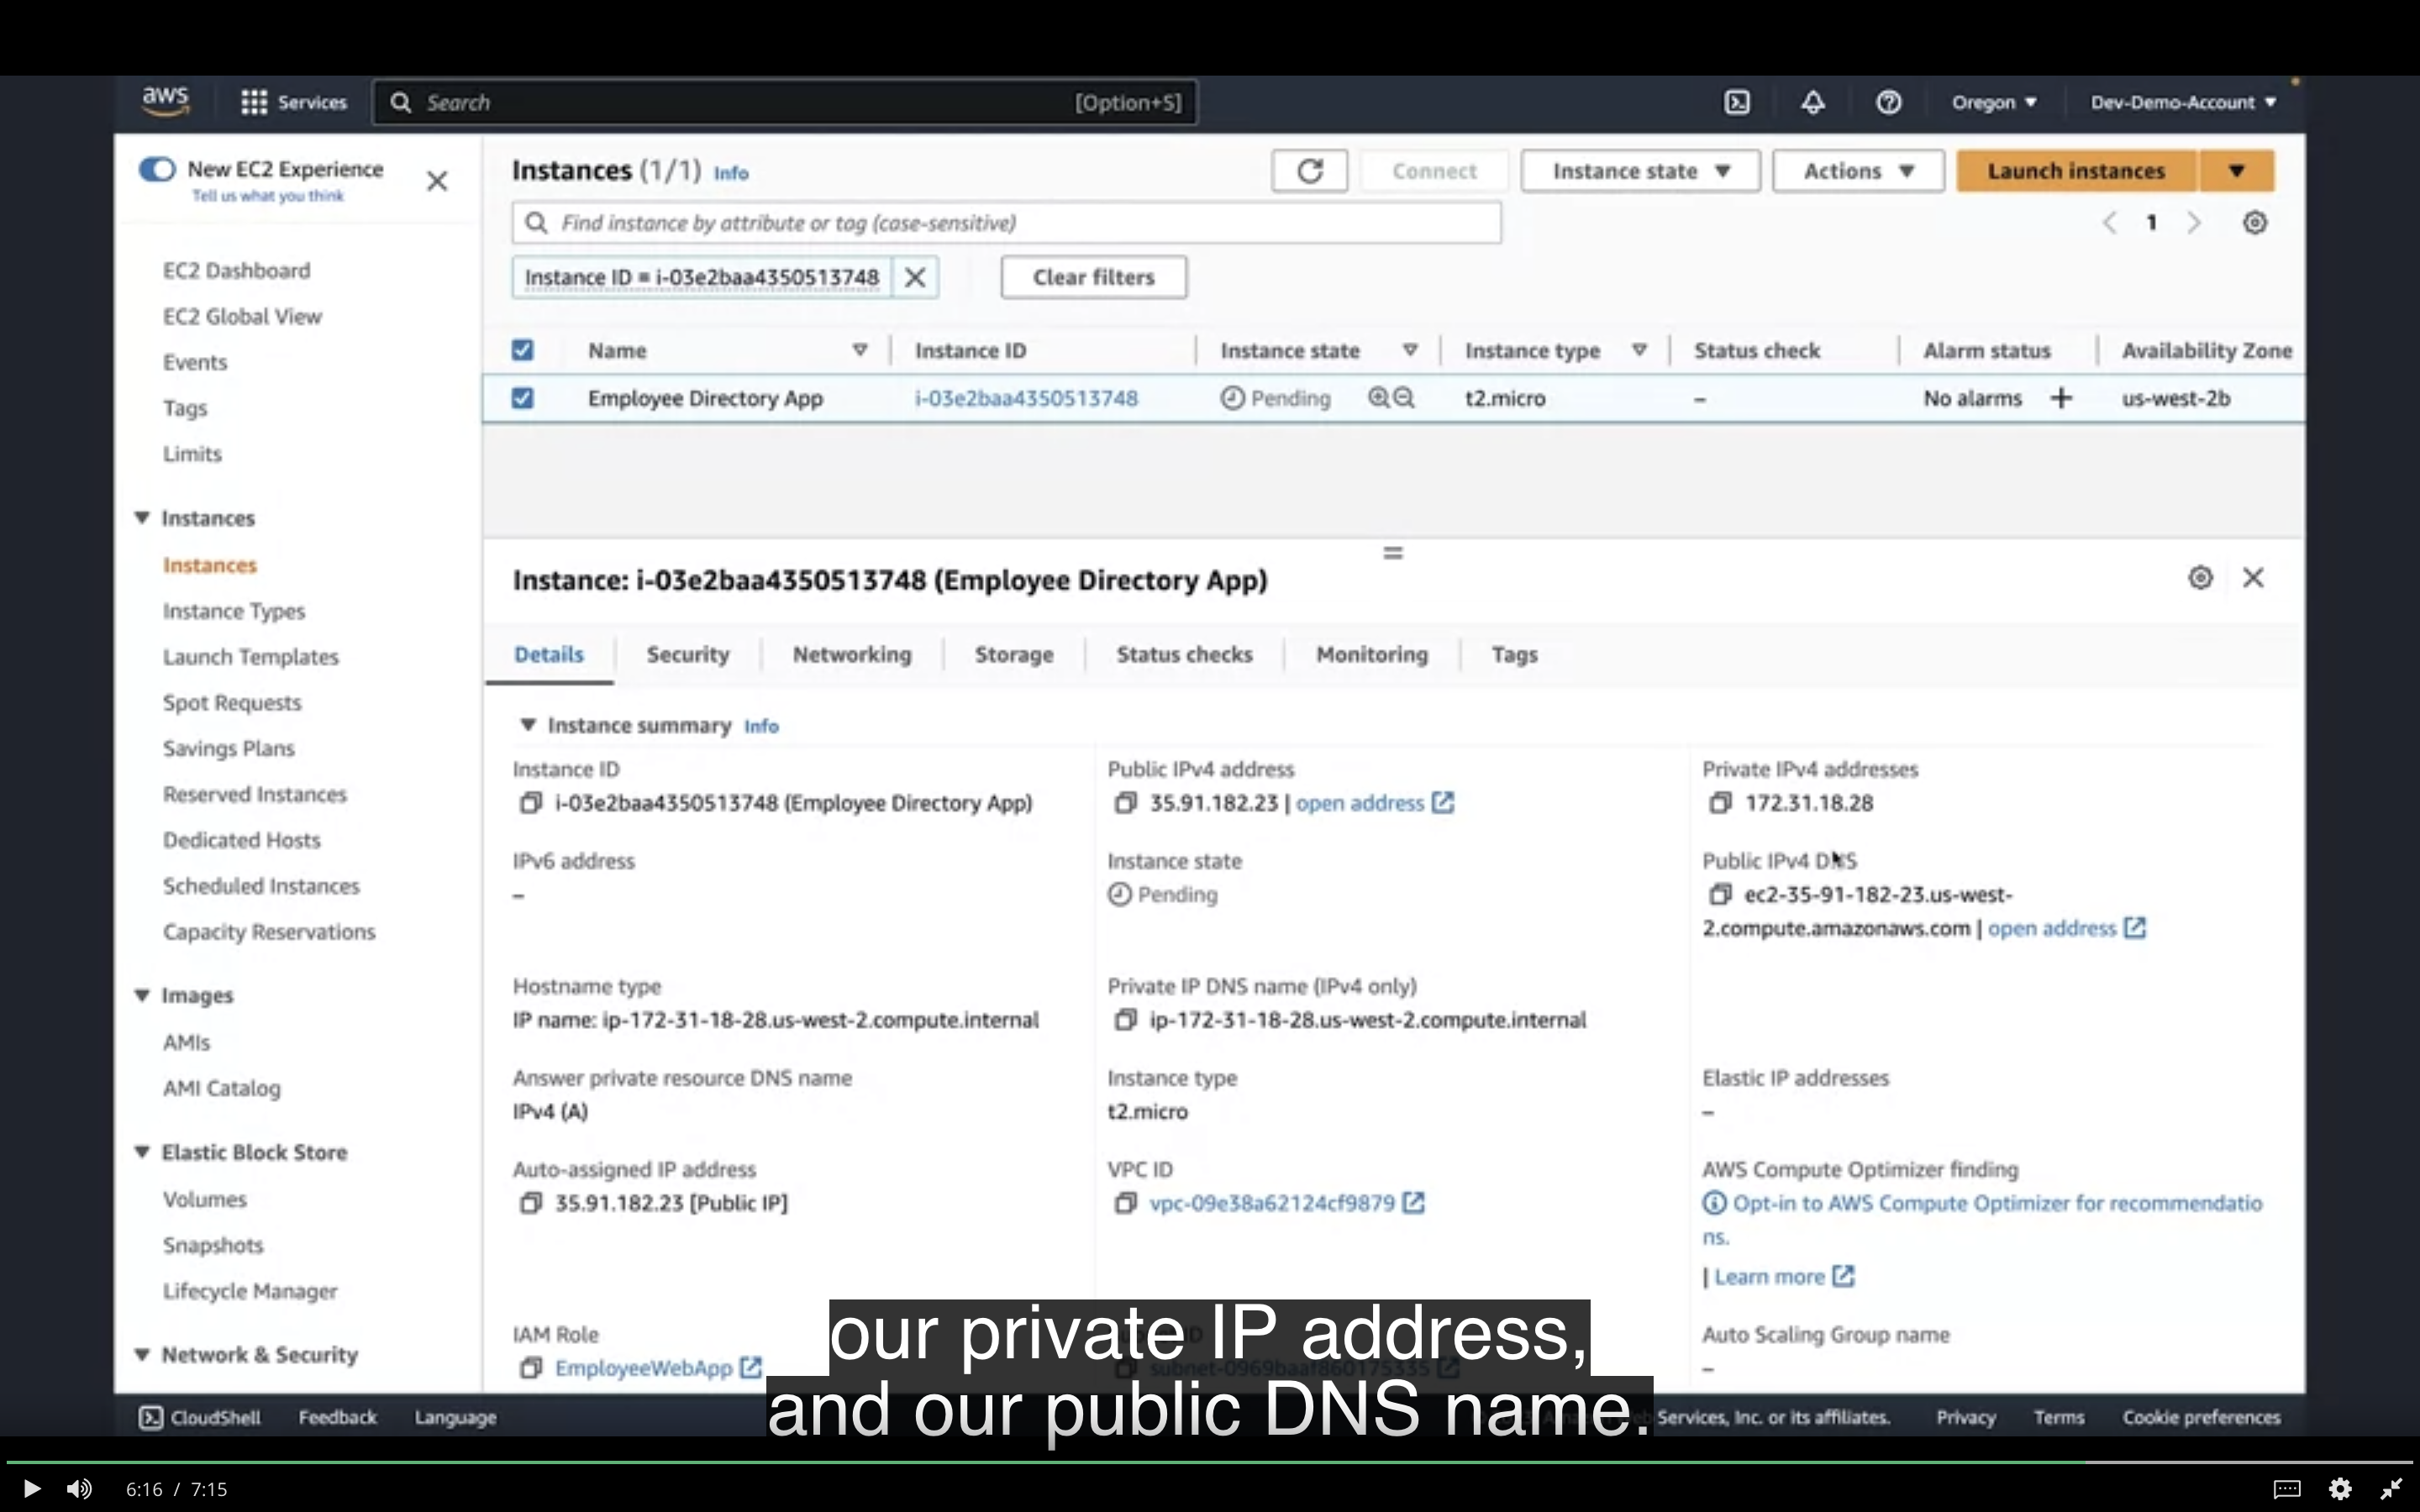 aws
Services
Search
[Option+S]
Oregon
Dev-Demo-Account
New EC2 Experience
Tell us what you think
EC2 Dashboard
EC2 Global View
Events
Tags
Limits
Instances
Instances
Instance Types
Launch Templates
Spot Requests
Savings Plans
Reserved Instances
Dedicated Hosts
Scheduled Instances
Capacity Reservations
Images
AMIs
AMI Catalog
Elastic Block Store
Volumes
Snapshots
Lifecycle Manager
Network & Security
Instances (1/1) Info
Connect
Instance state
Actions
Launch instances
Find instance by attribute or tag (case-sensitive)
1
Instance ID = i-03e2baa4350513748
Clear filters
Name Instance ID Instance state Instance type Status check Alarm status Availability Zone
Employee Directory App i-03e2baa4350513748 Pending t2.micro – No alarms + us-west-2b
Instance: i-03e2baa4350513748 (Employee Directory App)
Details Security Networking Storage Status checks Monitoring Tags
Instance summary Info
Instance ID
i-03e2baa4350513748 (Employee Directory App)
Public IPv4 address
35.91.182.23 | open address
Private IPv4 addresses
172.31.18.28
IPv6 address
–
Instance state
Pending
Public IPv4 DNS
ec2-35-91-182-23.us-west-
2.compute.amazonaws.com | open address
Hostname type
IP name: ip-172-31-18-28.us-west-2.compute.internal
Private IP DNS name (IPv4 only)
ip-172-31-18-28.us-west-2.compute.internal
Answer private resource DNS name
IPv4 (A)
Instance type
t2.micro
Elastic IP addresses
–
Auto-assigned IP address
35.91.182.23 [Public IP]
VPC ID
vpc-09e38a62124cf9879
AWS Compute Optimizer finding
Opt-in to AWS Compute Optimizer for recommendatio
ns.
| Learn more
IAM Role
EmployeeWebApp
Auto Scaling Group name
–
our private IP address,
and our public DNS name.
CloudShell Feedback Language
Services, Inc. or its affiliates. Privacy Terms Cookie preferences
6:16 / 7:15